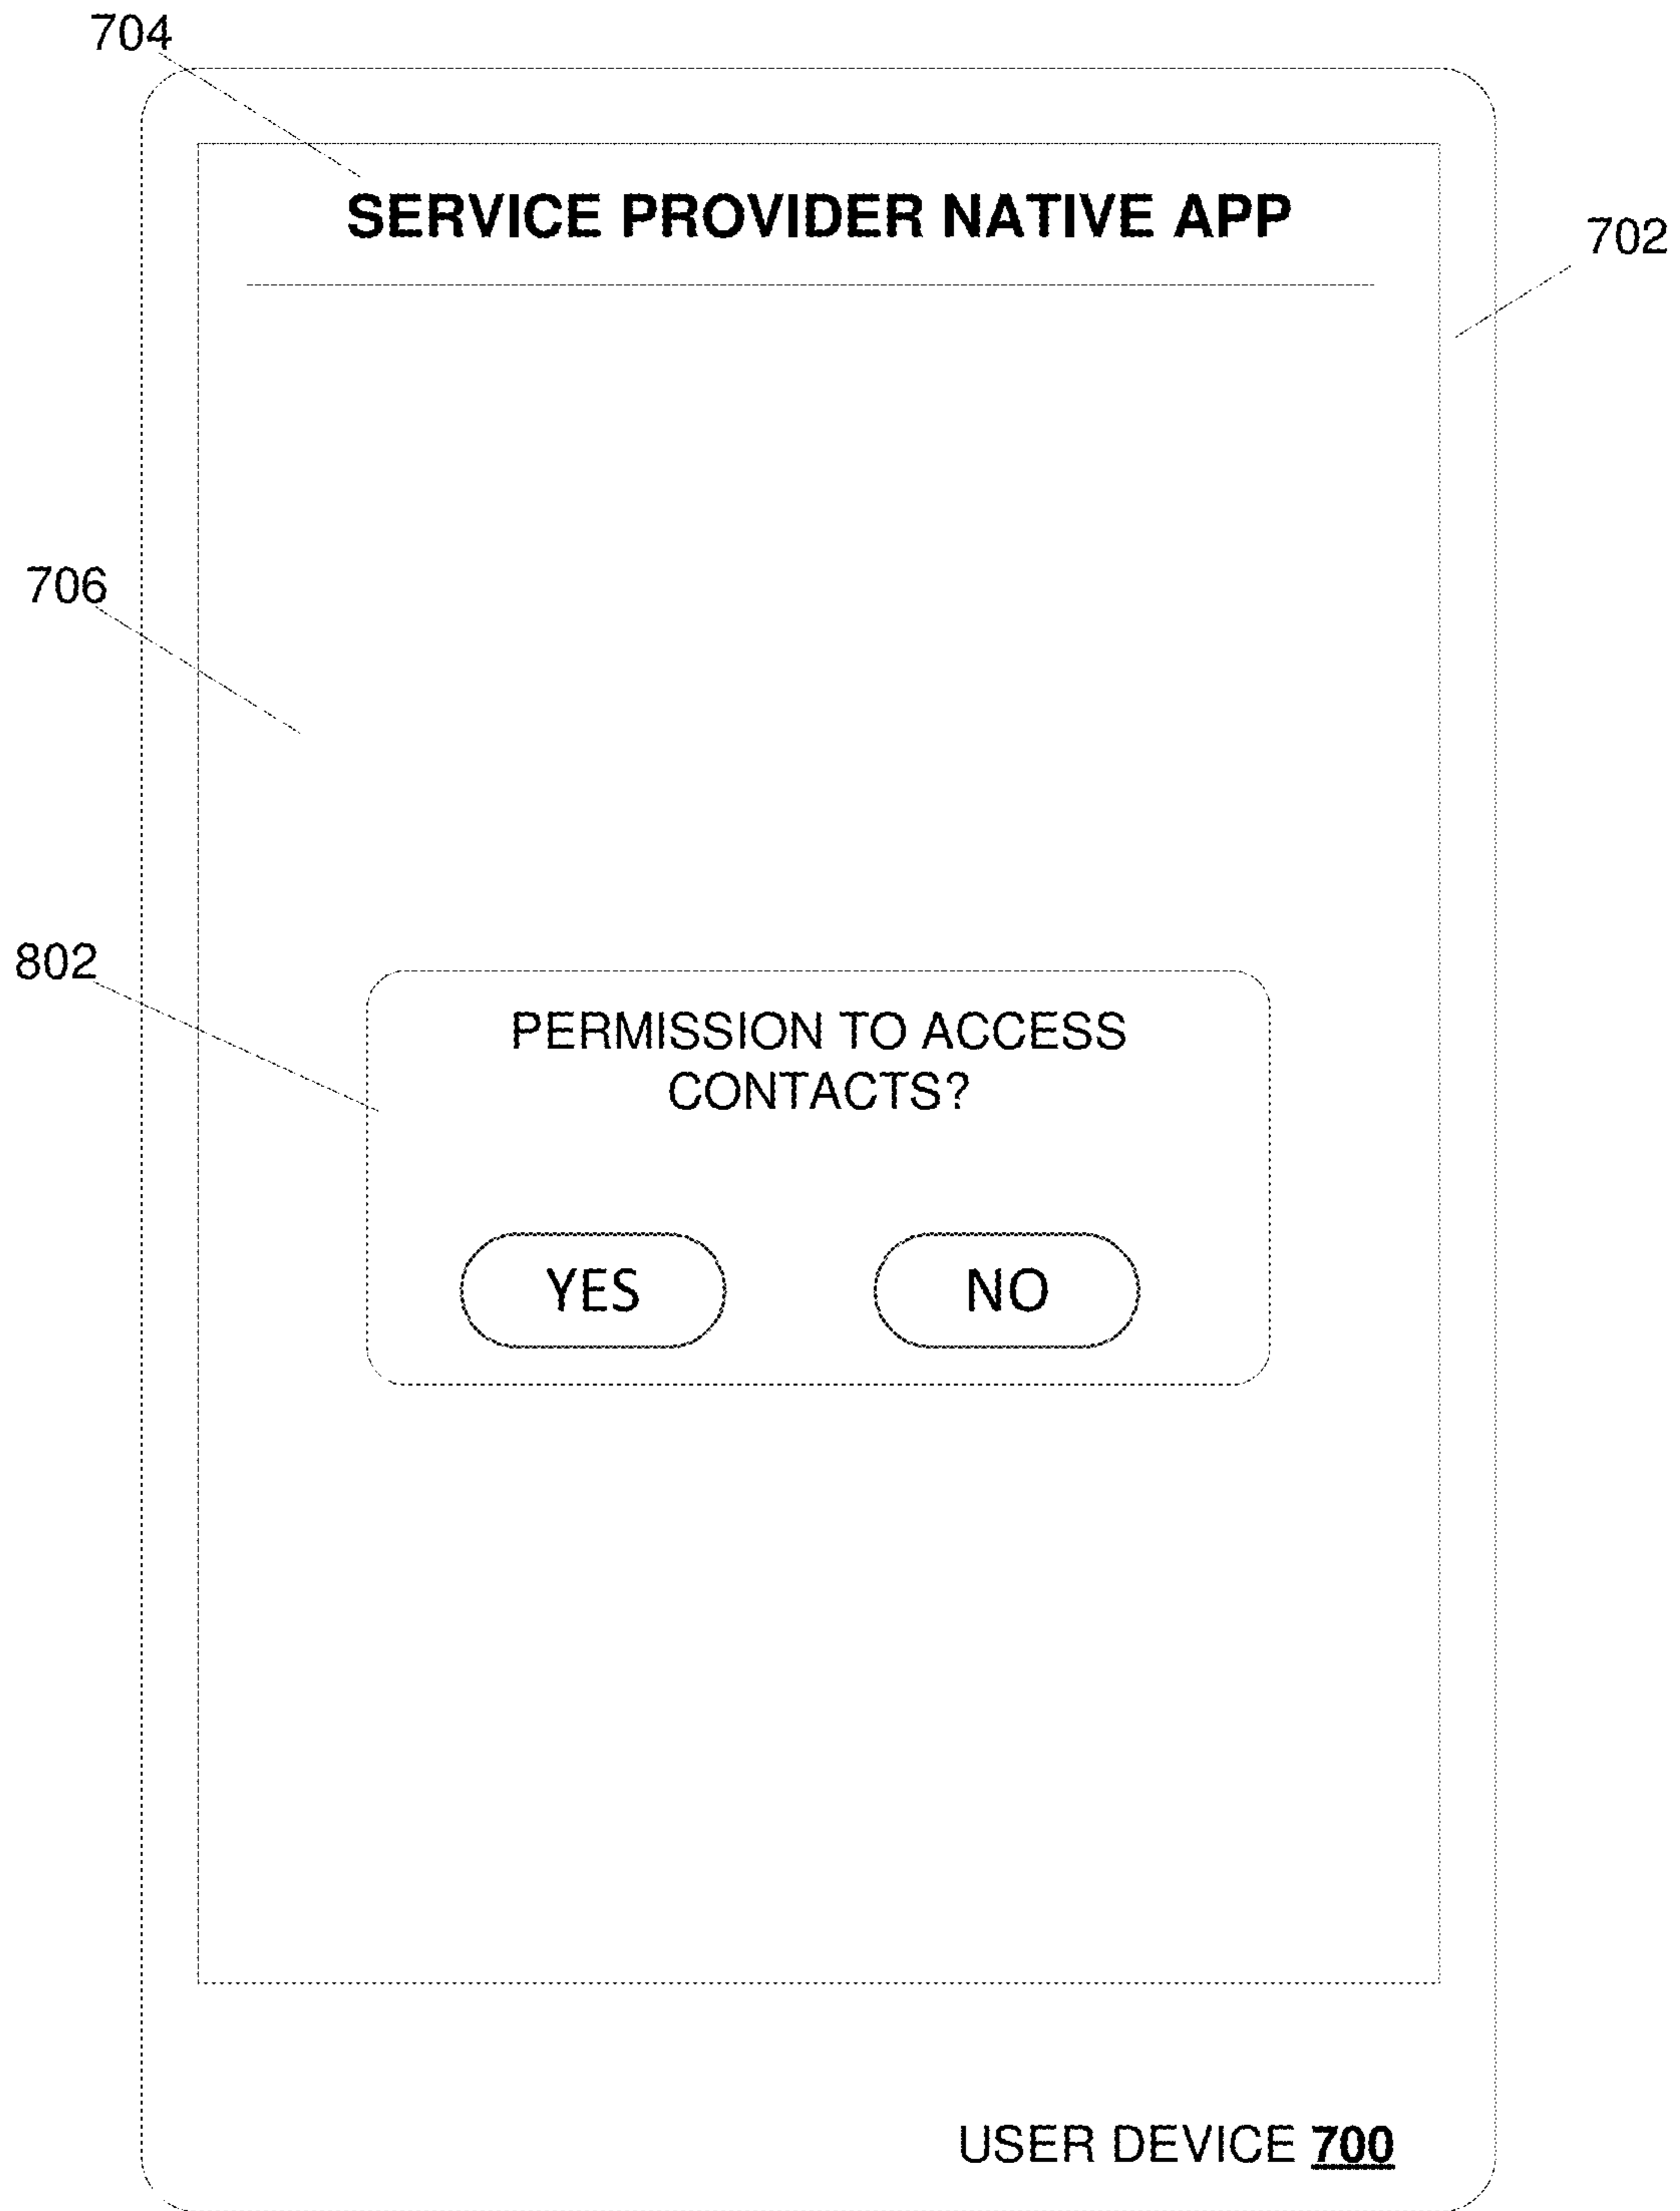 704
SERVICE PROVIDER NATIVE APP
702
706
802
PERMISSION TO ACCESS
CONTACTS?
YES NO
USER DEVICE 700